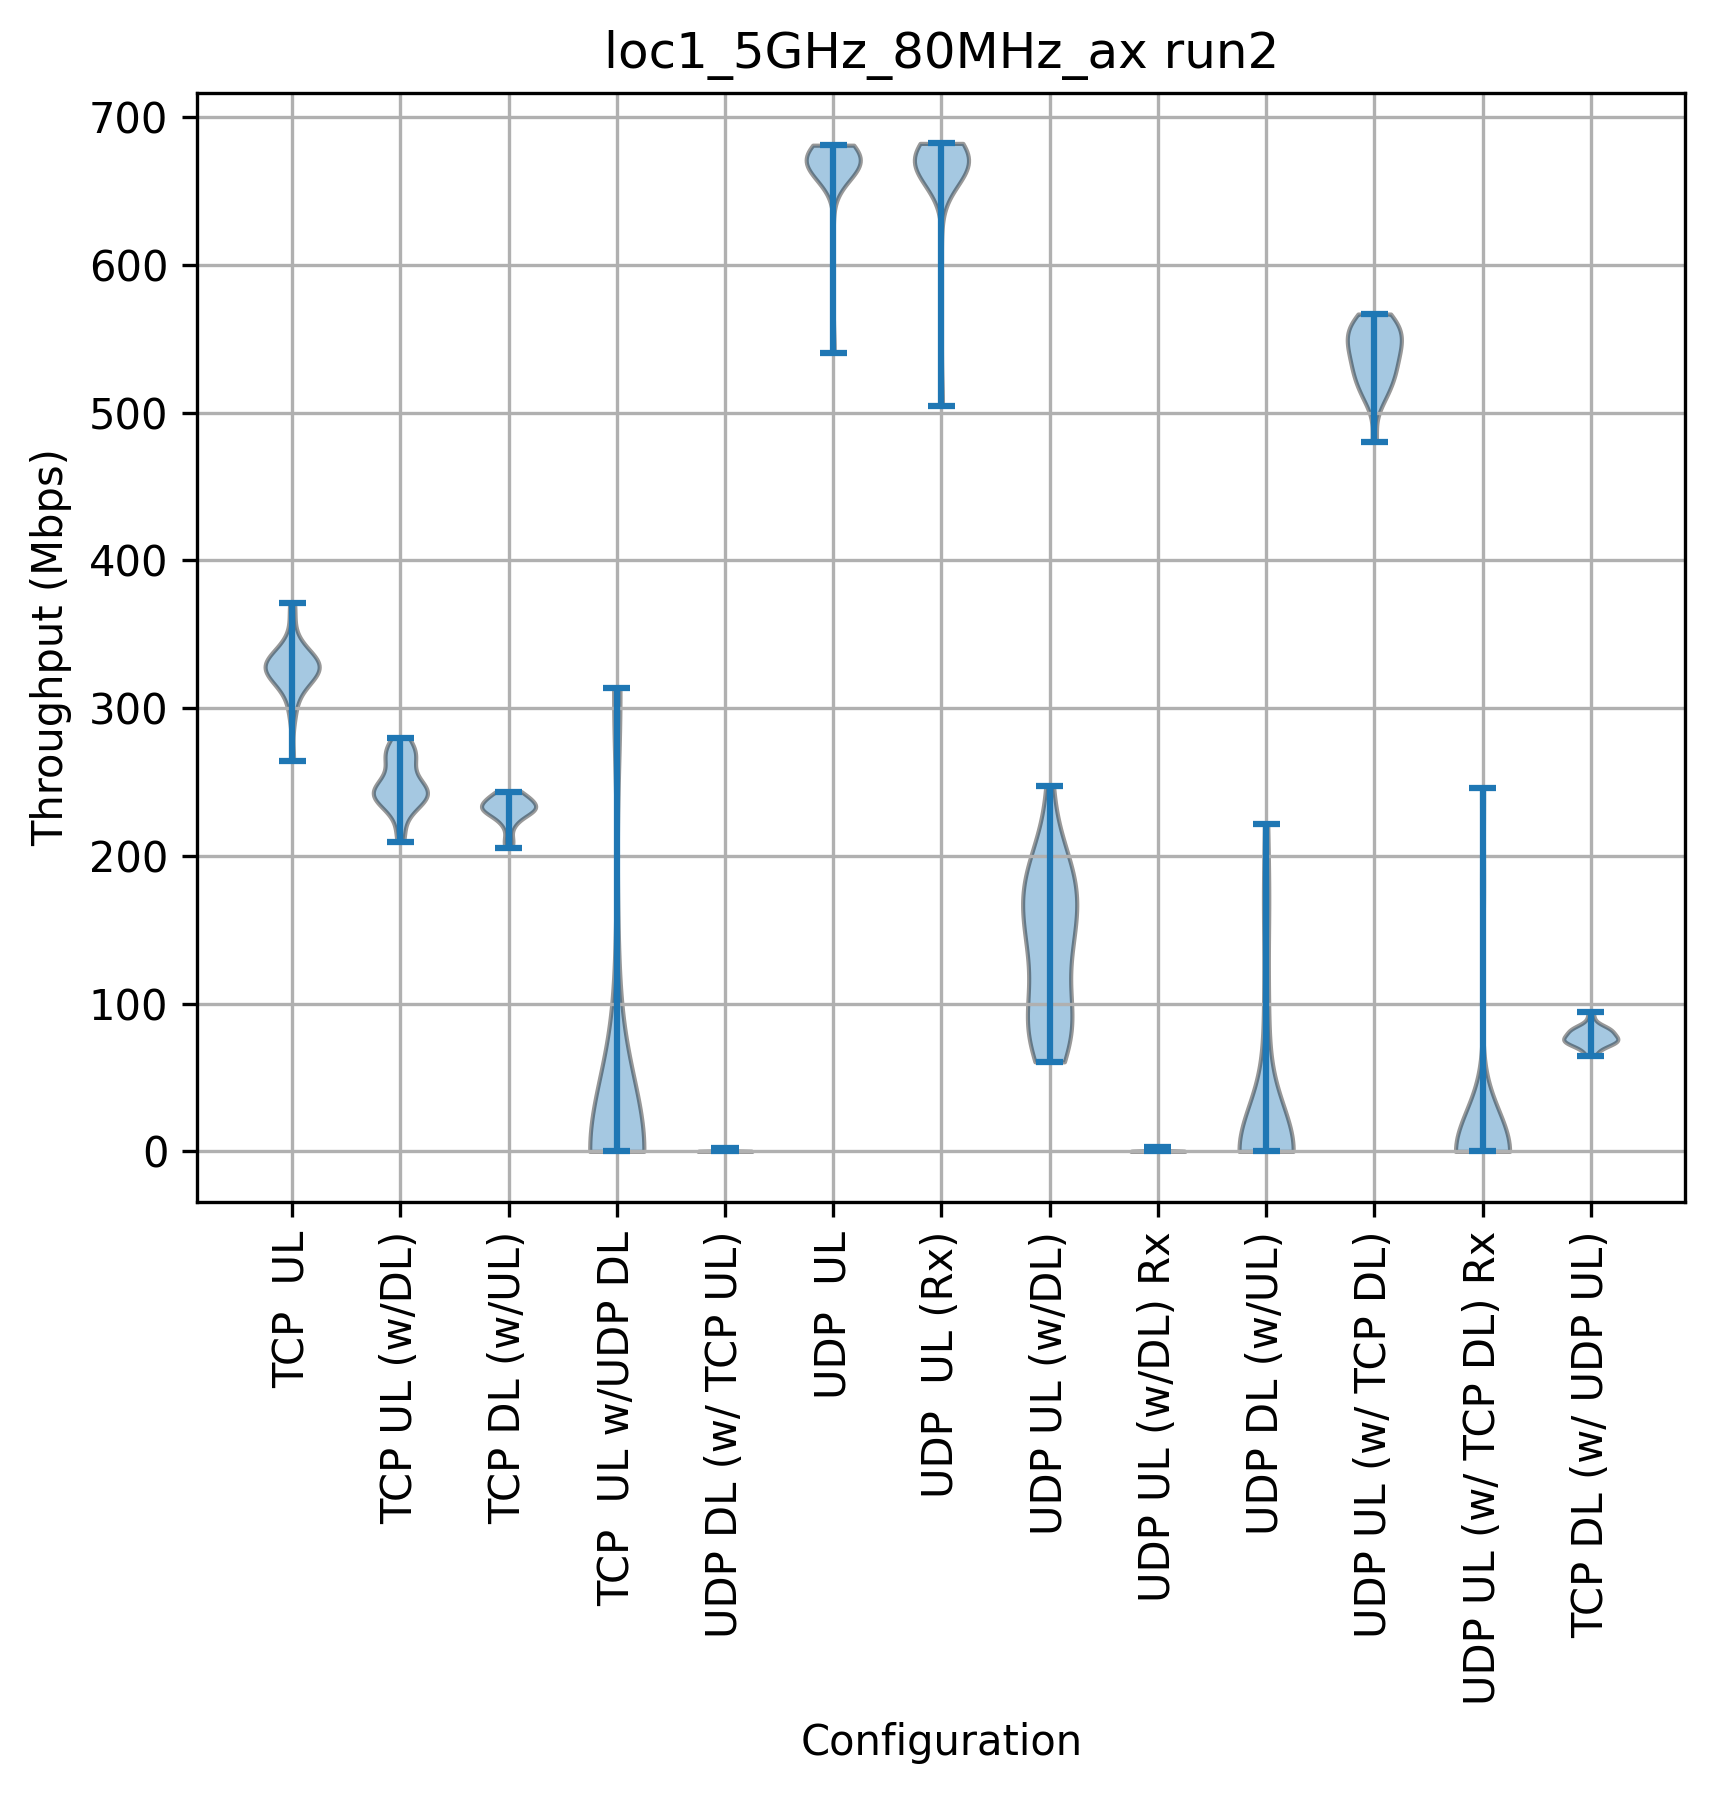 loc1_5GHz_80MHz_ax run2
Throughput (Mbps)
700
600
500
400
300
200
100
0
TCP  UL
TCP UL (w/DL)
TCP DL (w/UL)
TCP  UL w/UDP DL
UDP DL (w/ TCP UL)
UDP  UL
UDP  UL (Rx)
UDP UL (w/DL)
UDP UL (w/DL) Rx
UDP DL (w/UL)
UDP UL (w/ TCP DL)
UDP UL (w/ TCP DL) Rx
TCP DL (w/ UDP UL)
Configuration